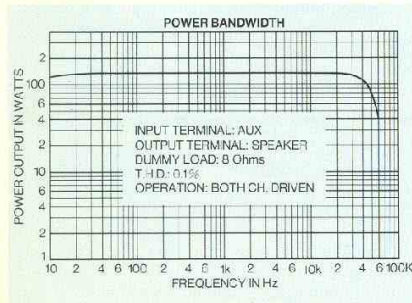 POWER BANDWIDTH
POWER OUTPUT IN WATTS
2
100
6
4
2
10
6
4
2
1
INPUT TERMINAL: AUX
OUTPUT TERMINAL: SPEAKER
DUMMY LOAD: 8 Ohms
T.H.D.: 0.1%
OPERATION: BOTH CH. DRIVEN
10 2 4 6 100 2 4 6 1k 2 4 6 10k 2 4 6 100K
FREQUENCY IN Hz